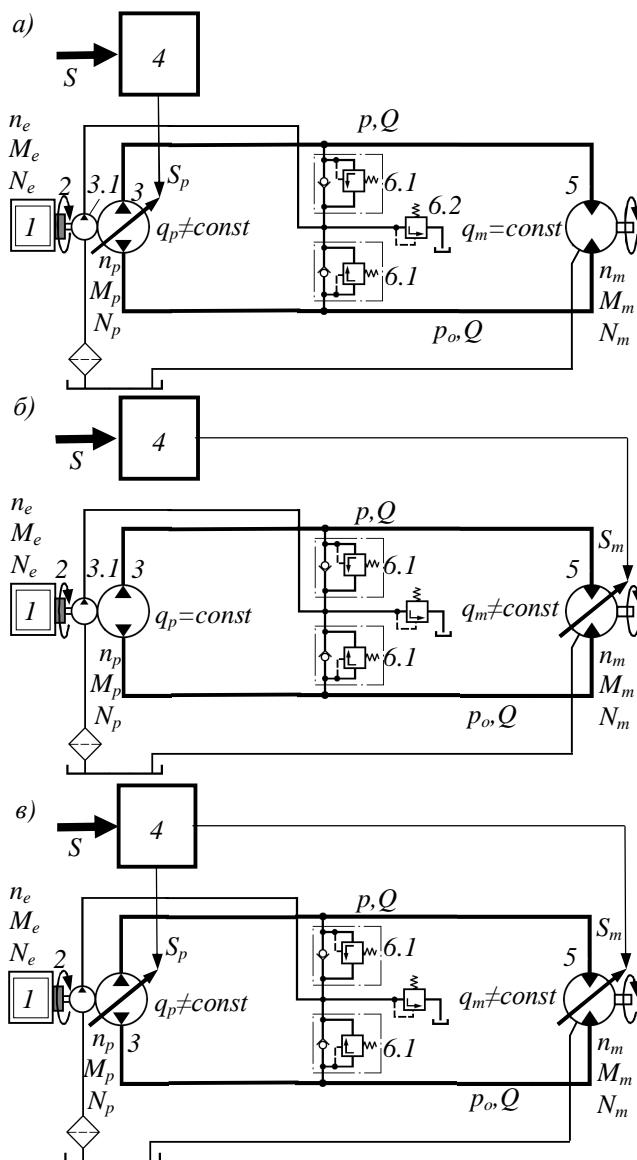 а)
4
S
n_e
p,Q
M_e
S_p
N_e
2
3.1
3
6.1
5
6.2
1
q_p≠const
q_m=const
6.1
n_p
n_m
M_p
M_m
N_p
p_o,Q
N_m
б)
4
S
n_e
p,Q
M_e
S_m
N_e
2
3.1
3
6.1
5
1
q_p=const
q_m≠const
6.1
n_p
n_m
M_p
M_m
N_p
p_o,Q
N_m
в)
4
S
n_e
p,Q
M_e
S_m
N_e
S_p
6.1
2
5
1
q_p≠const
q_m≠const
n_p
3
6.1
n_m
M_p
M_m
N_p
p_o,Q
N_m